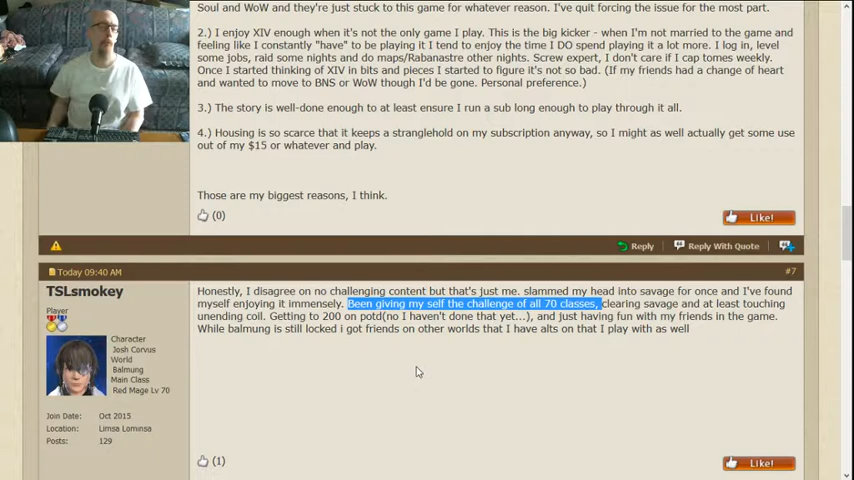 Soul and WoW and they're just stuck to this game for whatever reason. I've quit forcing the issue for the most part.
2.) I enjoy XIV enough when it's not the only game I play. This is the big kicker - when I'm not married to the game and
feeling like I constantly "have" to be playing it I tend to enjoy the time I DO spend playing it a lot more. I log in, level
some jobs, raid some nights and do maps/Rabanastre other nights. Screw expert, I don't care if I cap tomes weekly.
Once I started thinking of XIV in bits and pieces I started to figure it's not so bad. (If my friends had a change of heart
and wanted to move to BNS or WoW though I'd be gone. Personal preference.)
3.) The story is well-done enough to at least ensure I run a sub long enough to play through it all.
4.) Housing is so scarce that it keeps a stranglehold on my subscription anyway, so I might as well actually get some use
out of my $15 or whatever and play.
Those are my biggest reasons, I think.
(0)
Like!
Reply
Reply With Quote
Today 09:40 AM
#7
TSLsmokey
Player
Character
Josh Corvus
World
Balmung
Main Class
Red Mage Lv 70
Join Date: Oct 2015
Location: Limsa Lominsa
Posts: 129
Honestly, I disagree on no challenging content but that's just me. slammed my head into savage for once and I've found
myself enjoying it immensely. Been giving my self the challenge of all 70 classes, clearing savage and at least touching
unending coil. Getting to 200 on potd(no I haven't done that yet...), and just having fun with my friends in the game.
While balmung is still locked i got friends on other worlds that I have alts on that I play with as well
(1)
Like!